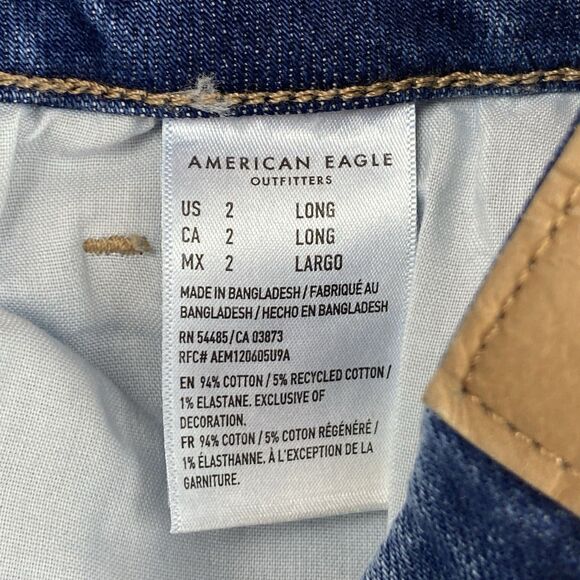 AMERICAN EAGLE
OUTFITTERS
US 2 LONG
CA 2 LONG
MX 2 LARGO
MADE IN BANGLADESH / FABRIQUÉ AU
BANGLADESH / HECHO EN BANGLADESH
RN 54485 / CA 03873
RFC# AEM120605U9A
EN 94% COTTON / 5% RECYCLED COTTON /
1% ELASTANE. EXCLUSIVE OF
DECORATION.
FR 94% COTON / 5% COTON RÉGÉNÉRÉ /
1% ÉLASTHANNE. À L'EXCEPTION DE LA
GARNITURE.